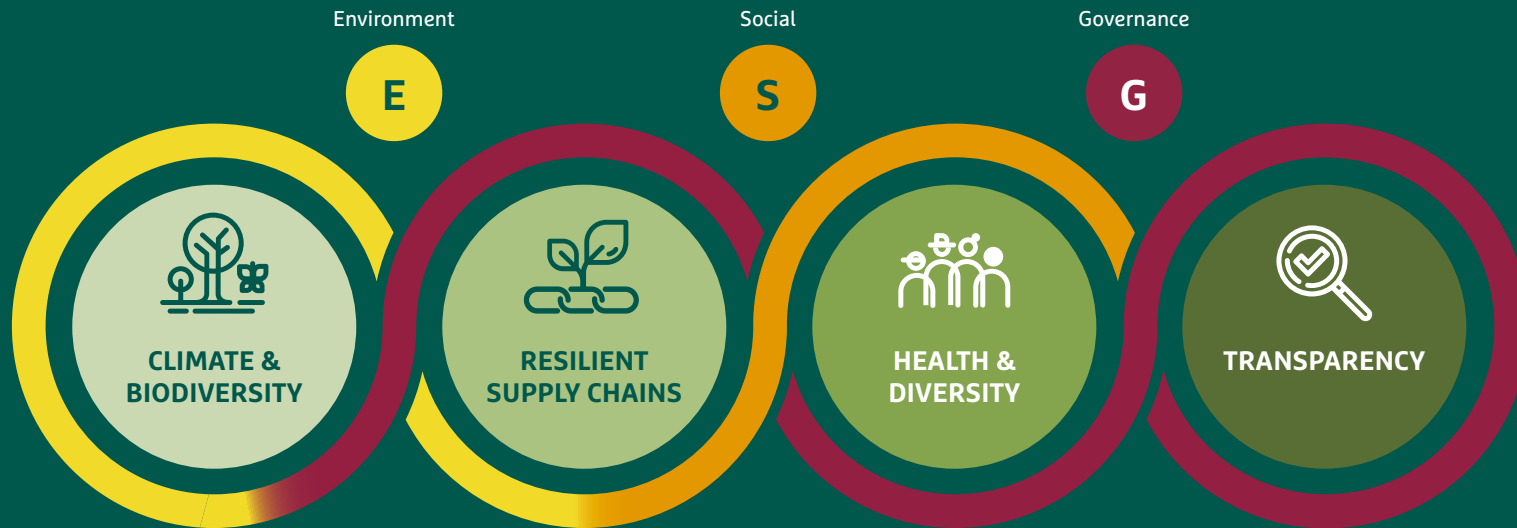 Environment
Social
Governance
E
S
G
CLIMATE &
BIODIVERSITY
RESILIENT
SUPPLY CHAINS
HEALTH &
DIVERSITY
TRANSPARENCY